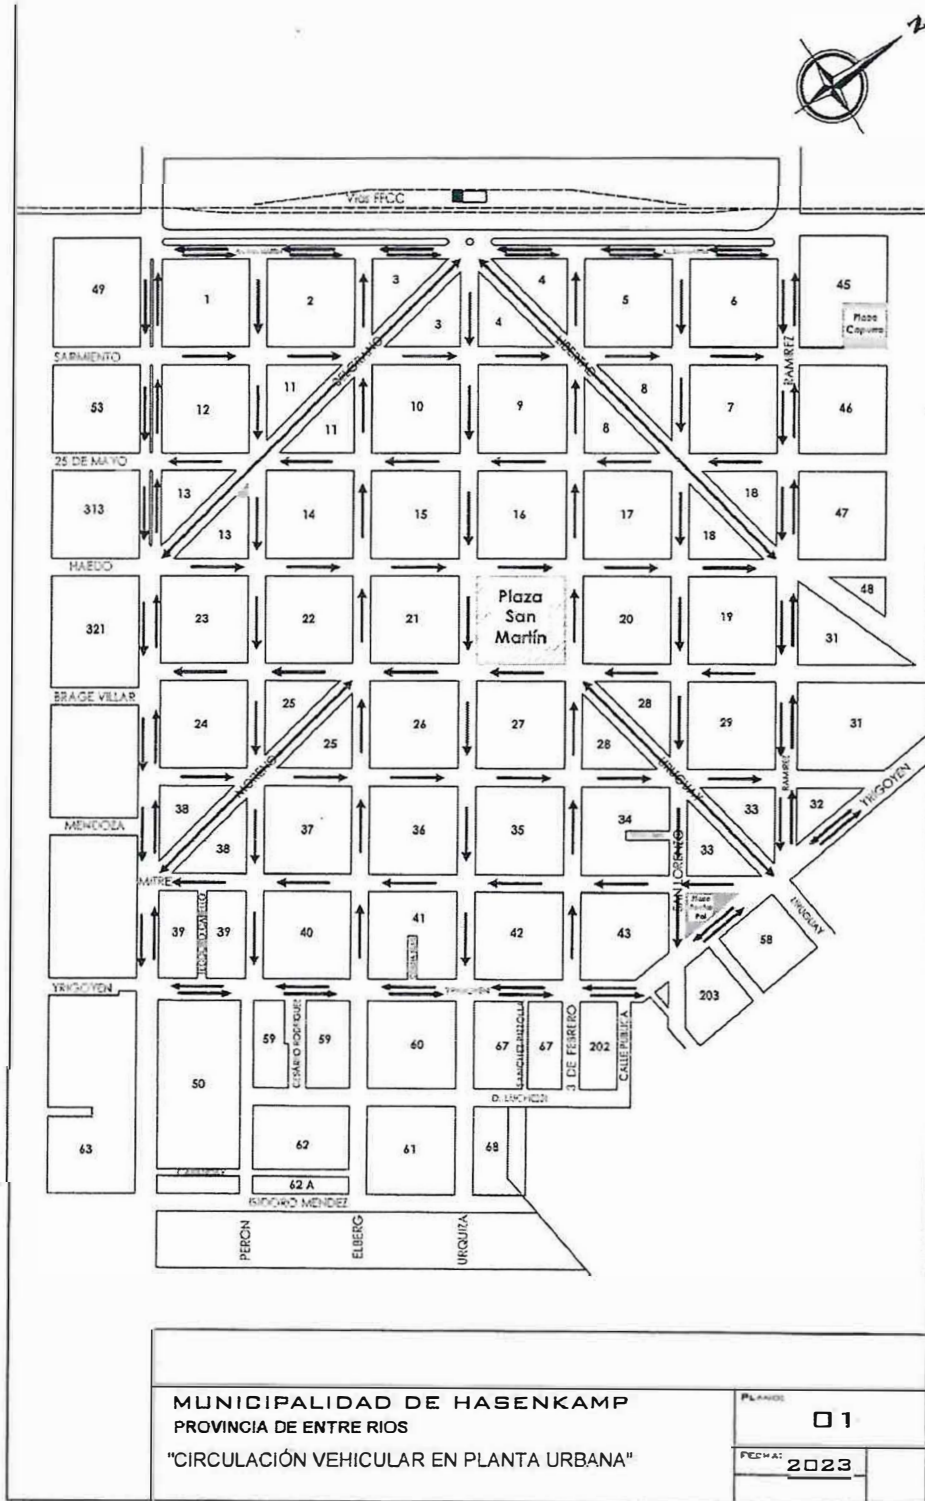 N
Vías FFCC
49
1
2
3
4
5
6
45
Plaza
Capurro
3
4
SARMIENTO
BELGRANO
LIBERTAD
RAMIREZ
53
12
11
10
9
8
7
46
11
8
25 DE MAYO
313
13
14
15
16
17
18
47
13
18
HAEDO
321
23
22
21
Plaza
San
Martín
20
19
48
31
BRAGE VILLAR
24
25
26
27
28
29
31
25
28
MORENO
URUGUAY
RAMIREZ
YRIGOYEN
MENDOZA
38
37
36
35
34
33
32
38
33
MITRE
SAN LORENZO
URUGUAY
39
39
40
41
42
43
58
YRIGOYEN
YRIGOYEN
203
50
59
CESARIO RODRIGUEZ
59
60
67
67
3 DE FEBRERO
202
CALLE PUBLICA
D. LUCHESSI
63
62
61
68
62 A
ISIDORO MENDEZ
PERON
ELBERG
URQUIZA
MUNICIPALIDAD DE HASENKAMP
PROVINCIA DE ENTRE RIOS
"CIRCULACIÓN VEHICULAR EN PLANTA URBANA"
01
FECHA:
2023